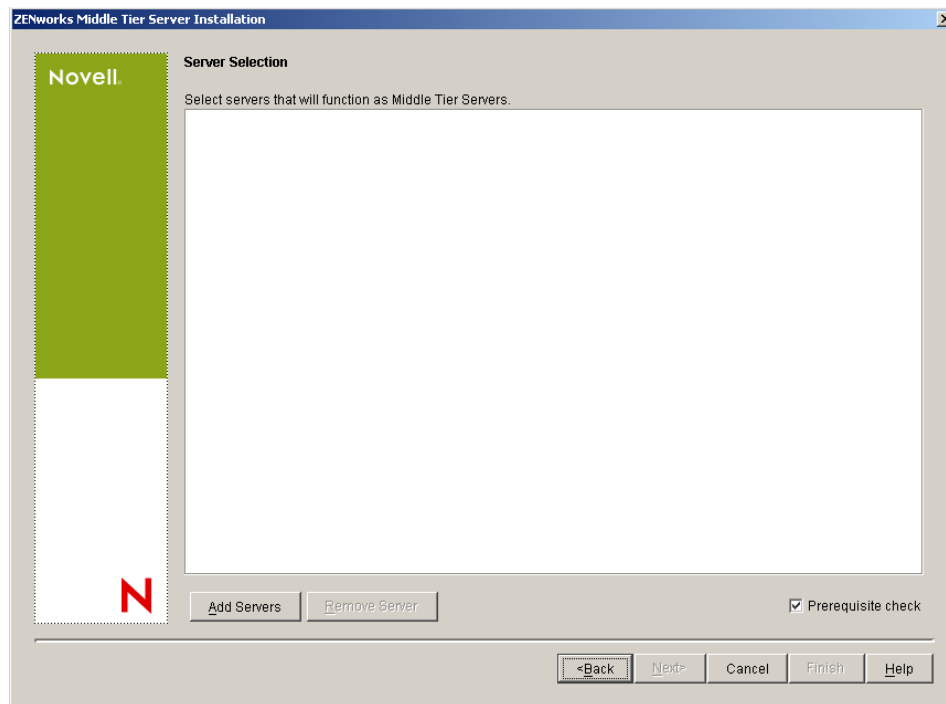 ZENworks Middle Tier Server Installation
Novell.
Server Selection
Select servers that will function as Middle Tier Servers.
N
Add Servers
Remove Server
Prerequisite check
<Back
Next>
Cancel
Finish
Help